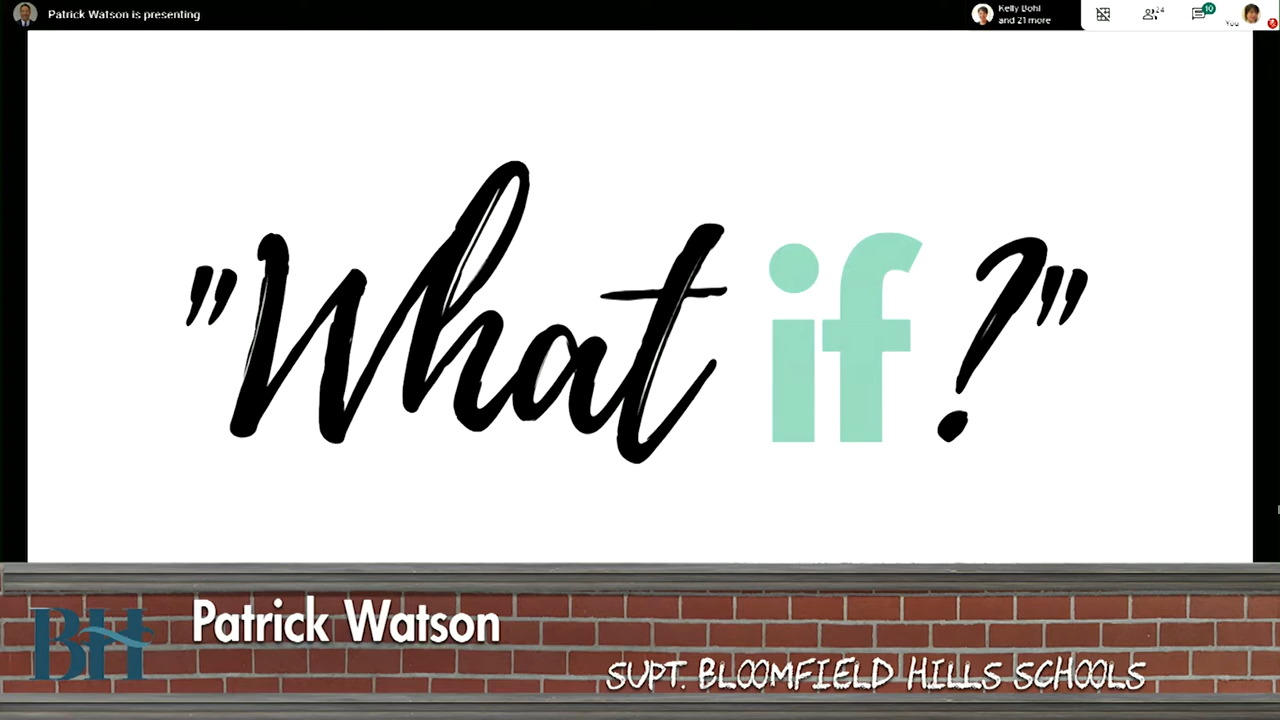 Patrick Watson is presenting
Kelly Bohl
and 21 more
24
10
You
"What if?"
BH
Patrick Watson
SUPT. BLOOMFIELD HILLS SCHOOLS